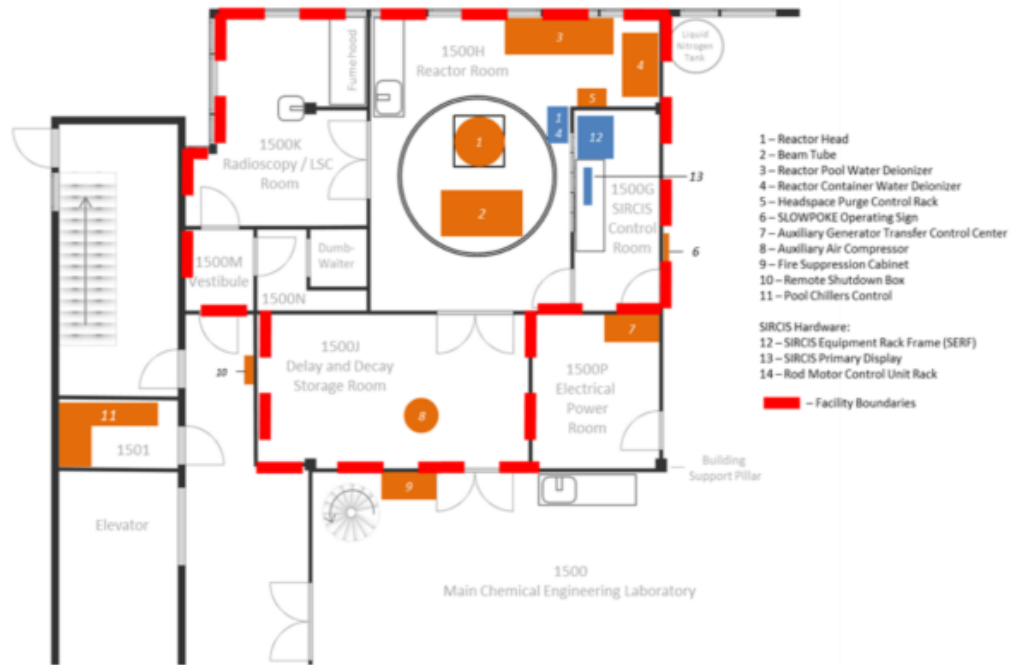 Fumehood
1500H
Reactor Room
3
4
Liquid
Nitrogen
Tank
5
1
4
12
1
1500K
Radioscopy / LSC
Room
2
13
1500G
SIRCIS
Control
Room
6
1500M
Vestibule
Dumb-
Waiter
1500N
7
1500J
Delay and Decay
Storage Room
10
1500P
Electrical
Power
Room
8
11
1501
9
Building
Support Pillar
Elevator
1500
Main Chemical Engineering Laboratory
1 – Reactor Head
2 – Beam Tube
3 – Reactor Pool Water Deionizer
4 – Reactor Container Water Deionizer
5 – Headspace Purge Control Rack
6 – SLOWPOKE Operating Sign
7 – Auxiliary Generator Transfer Control Center
8 – Auxiliary Air Compressor
9 – Fire Suppression Cabinet
10 – Remote Shutdown Box
11 – Pool Chillers Control
SIRCIS Hardware:
12 – SIRCIS Equipment Rack Frame (SERF)
13 – SIRCIS Primary Display
14 – Rod Motor Control Unit Rack
– Facility Boundaries